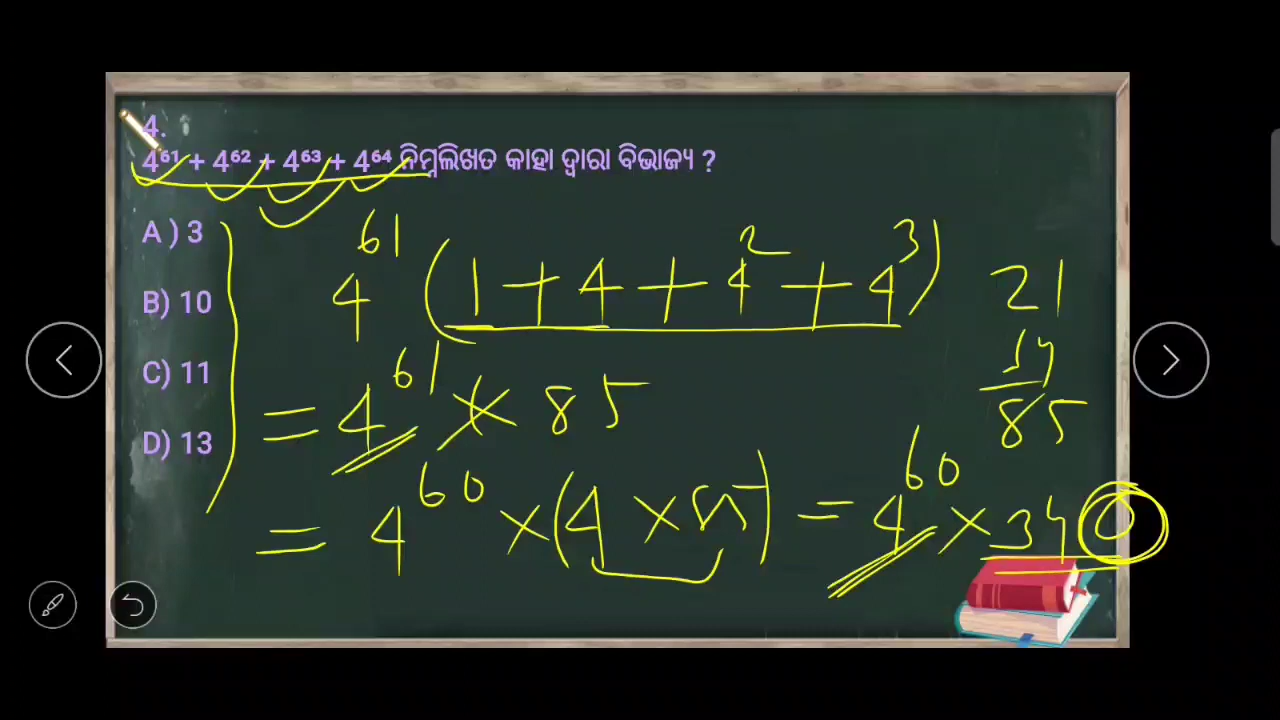 4.
4⁶¹ + 4⁶² + 4⁶³ + 4⁶⁴ ନିମ୍ନଲିଖିତ କାହା ଦ୍ୱାରା ବିଭାଜ୍ୟ ?
A ) 3
B) 10
C) 11
D) 13
4⁶¹ (1 + 4 + 4² + 4³)
= 4⁶¹ × 85
= 4⁶⁰ × (4 × 85) = 4⁶⁰ × 340
21
64
85